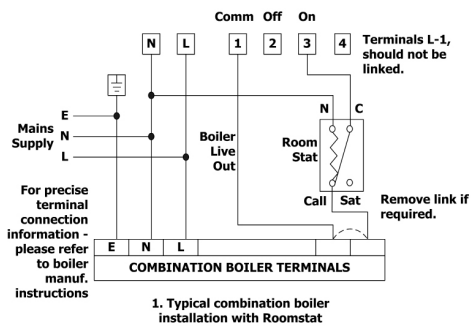 Comm Off On
N L 1 2 3 4
Terminals L-1,
should not be
linked.
E
Mains
Supply
N
L
Boiler
Live
Out
N C
Room
Stat
Call Sat
Remove link if
required.
For precise
terminal
connection
information -
please refer
to boiler
manuf.
instructions
E N L
COMBINATION BOILER TERMINALS
1. Typical combination boiler
installation with Roomstat